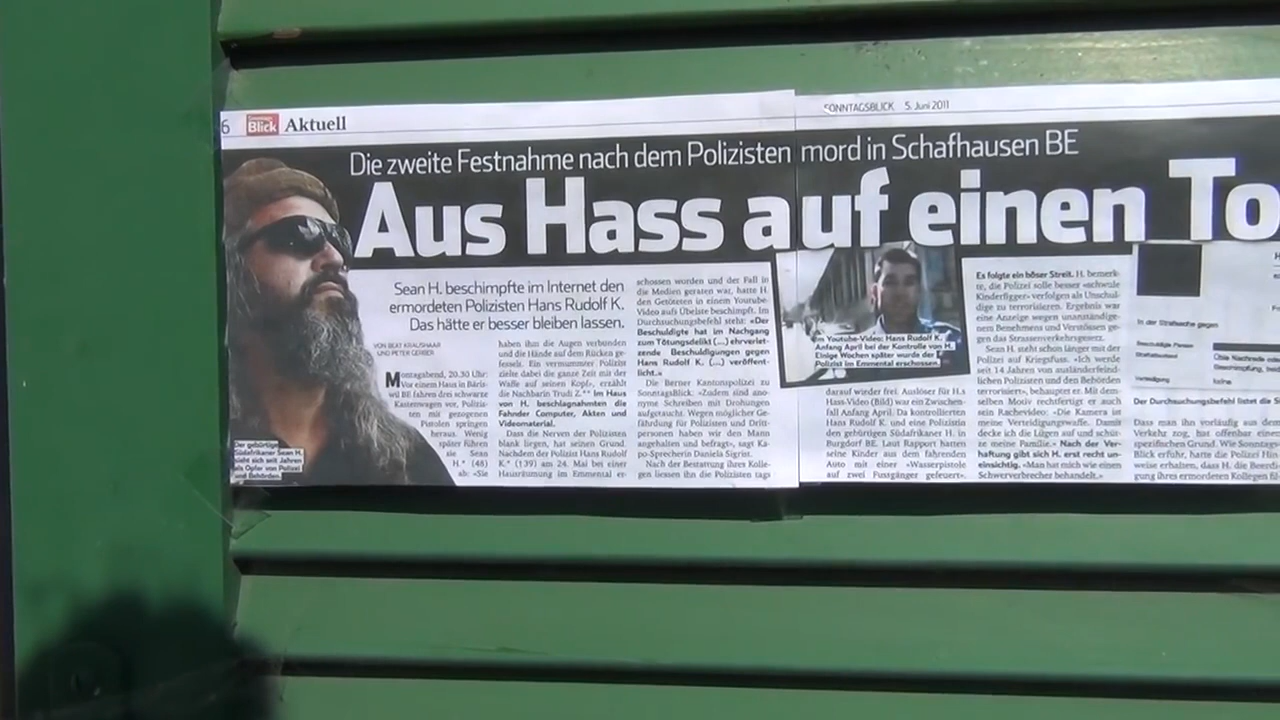 6 Sonntags Blick Aktuell
SONNTAGSBLICK 5. Juni 2011
Die zweite Festnahme nach dem Polizisten mord in Schafhausen BE
Aus Hass auf einen To
Sean H. beschimpfte im Internet den
ermordeten Polizisten Hans Rudolf K.
Das hätte er besser bleiben lassen.
VON BEAT KRAUSHAAR
UND PETER GERBER
Montagabend, 20.30 Uhr:
Vor einem Haus in Bäris-
wil BE fahren drei schwarze
Kastenwagen vor, Polizis-
ten mit gezogenen
Pistolen springen
heraus. Wenig
später führen
sie Sean
H.* (48)
ab: «Sie
haben ihm die Augen verbunden
und die Hände auf dem Rücken ge-
fesselt. Ein vermummter Polizist
zielte dabei die ganze Zeit mit der
Waffe auf seinen Kopf», erzählt
die Nachbarin Trudi Z.** Im Haus
von H. beschlagnahmten die
Fahnder Computer, Akten und
Videomaterial.
Dass die Nerven der Polizisten
blank liegen, hat seinen Grund.
Nachdem der Polizist Hans Rudolf
K.* (†39) am 24. Mai bei einer
Hausräumung im Emmental er-
schossen worden und der Fall in
die Medien geraten war, hatte H.
den Getöteten in einem Youtube-
Video aufs Übelste beschimpft. Im
Durchsuchungsbefehl steht: «Der
Beschuldigte hat im Nachgang
zum Tötungsdelikt (...) ehrverlet-
zende Beschuldigungen gegen
Hans Rudolf K. (...) veröffent-
licht.»
Die Berner Kantonspolizei zu
SonntagsBlick: «Zudem sind ano-
nyme Schreiben mit Drohungen
aufgetaucht. Wegen möglicher Ge-
fährdung für Polizisten und Dritt-
personen haben wir den Mann
angehalten und befragt», sagt Ka-
po-Sprecherin Daniela Sigrist.
Nach der Bestattung ihres Kolle-
gen liessen ihn die Polizisten tags
Im Youtube-Video: Hans Rudolf K.
Anfang April bei der Kontrolle von H.
Einige Wochen später wurde der
Polizist im Emmental erschossen.
darauf wieder frei. Auslöser für H.s
Hass-Video (Bild) war ein Zwischen-
fall Anfang April. Da kontrollierten
Hans Rudolf K. und eine Polizistin
den gebürtigen Südafrikaner H. in
Burgdorf BE. Laut Rapport hatten
seine Kinder aus dem fahrenden
Auto mit einer «Wasserpistole
auf zwei Fussgänger gefeuert».
Es folgte ein böser Streit. H. bemerk-
te, die Polizei solle besser «schwule
Kinderfigger» verfolgen als Unschul-
dige zu terrorisieren. Ergebnis war
eine Anzeige wegen unanständige-
nem Benehmens und Verstössen ge-
gen das Strassenverkehrsgesetz.
Sean H. steht schon länger mit der
Polizei auf Kriegsfuss. «Ich werde
seit 14 Jahren von ausländerfeind-
lichen Polizisten und den Behörden
terrorisiert», behauptet er. Mit dem-
selben Motiv rechtfertigt er auch
sein Rachevideo: «Die Kamera ist
meine Verteidigungswaffe. Damit
decke ich die Lügen auf und schüt-
ze meine Familie.» Nach der Ver-
haftung gibt sich H. erst recht un-
einsichtig. «Man hat mich wie einen
Schwerverbrecher behandelt.»
In der Strafsache gegen
Beschuldigte Person
Straftatbestand
Verteidigung
Beschimpfung
keine
Der Durchsuchungsbefehl listet die S
Dass man ihn vorläufig aus dem
Verkehr zog, hat offenbar einen
spezifischen Grund. Wie Sonntags
Blick erfuhr, hatte die Polizei Hin
weise erhalten, dass H. die Beerdi
gung ihres ermordeten Kollegen fil
Der gebürtige
Südafrikaner Sean H.
sieht sich seit Jahren
als Opfer von Polizei
und Behörden.